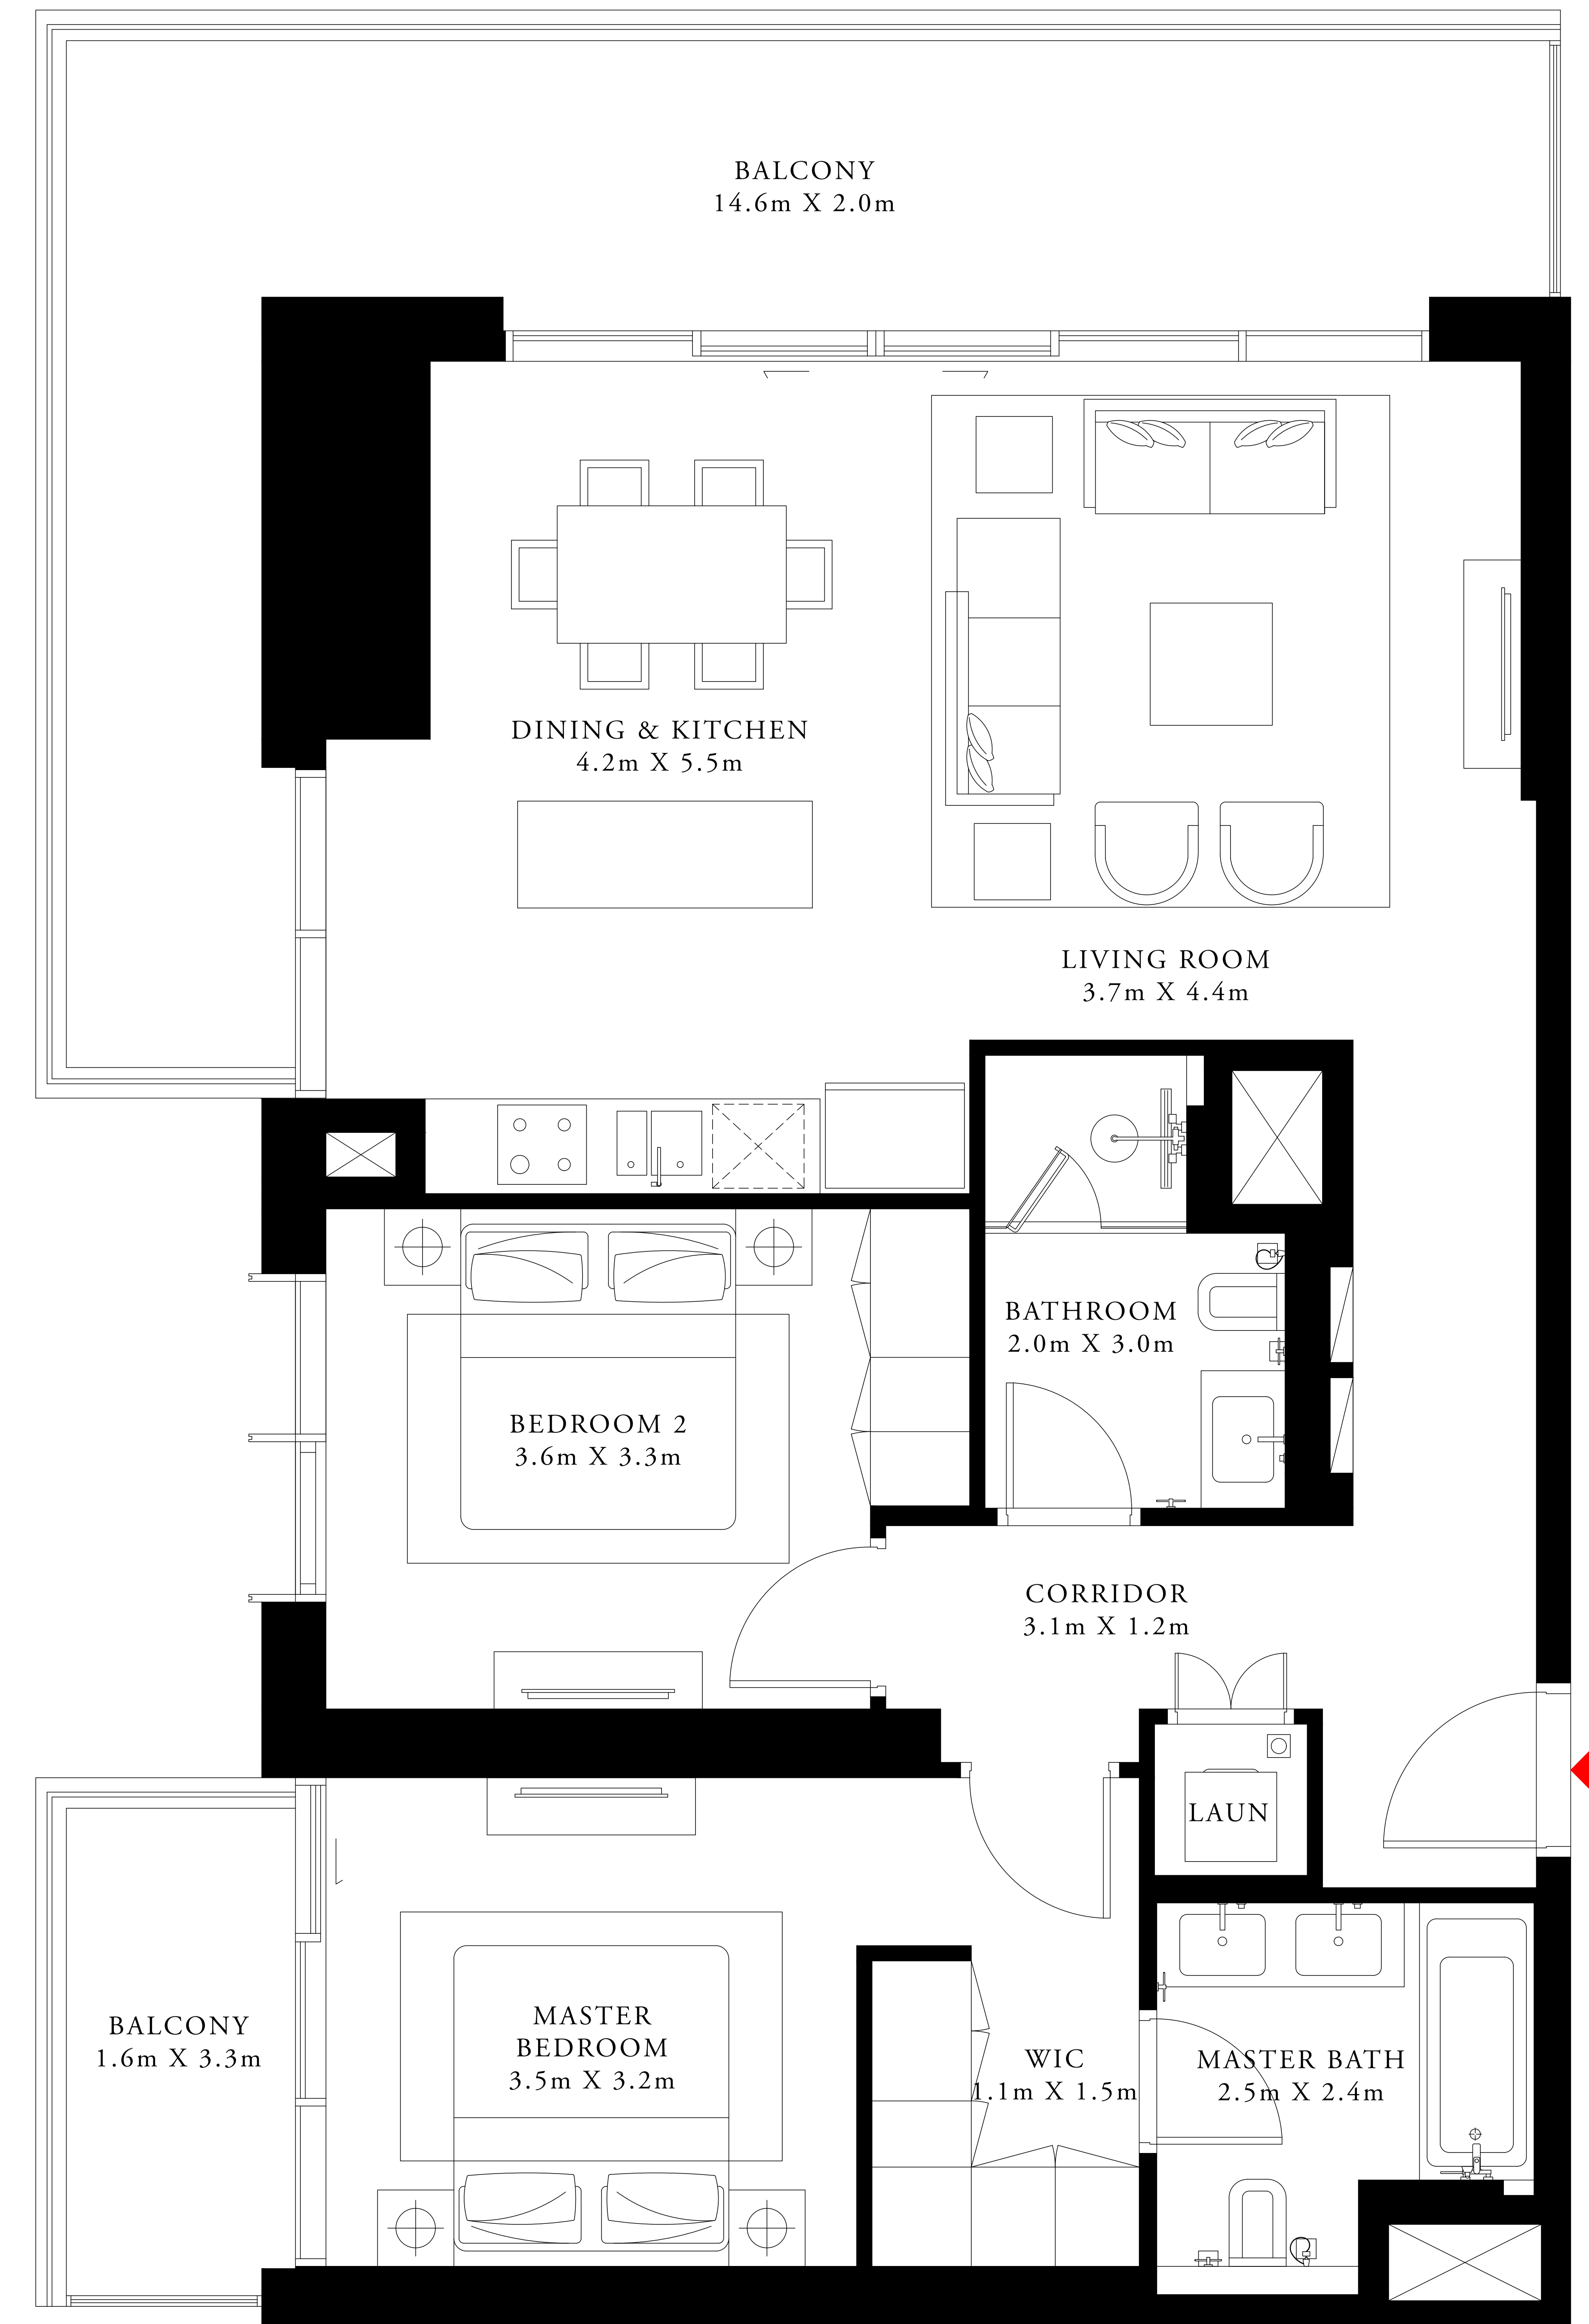 BALCONY
14.6m X 2.0m
DINING & KITCHEN
4.2m X 5.5m
LIVING ROOM
3.7m X 4.4m
BATHROOM
2.0m X 3.0m
BEDROOM 2
3.6m X 3.3m
CORRIDOR
3.1m X 1.2m
LAUN
MASTER
BEDROOM
3.5m X 3.2m
BALCONY
1.6m X 3.3m
WIC
1.1m X 1.5m
MASTER BATH
2.5m X 2.4m